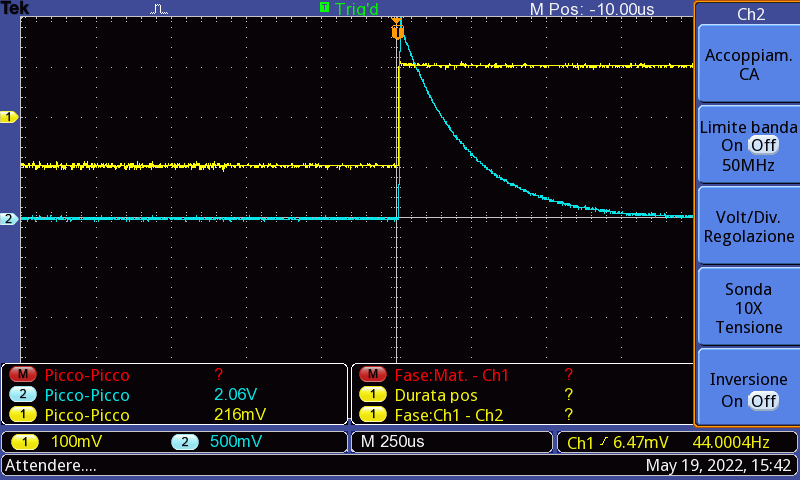 Tek
T Trig'd
M Pos: -10.00us
Ch2
T
1
2
Accoppiam.
CA
Limite banda
On Off
50MHz
Volt/Div.
Regolazione
Sonda
10X
Tensione
Inversione
On Off
M Picco-Picco ?
2 Picco-Picco 2.06V
1 Picco-Picco 216mV
M Fase:Mat. - Ch1 ?
1 Durata pos ?
1 Fase:Ch1 - Ch2 ?
1 100mV 2 500mV M 250us Ch1 6.47mV 44.0004Hz
Attendere.... May 19, 2022, 15:42